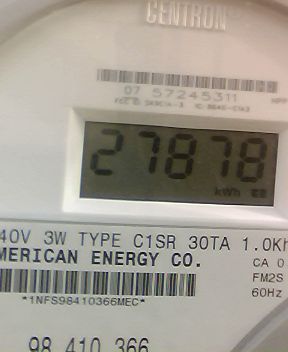 CENTRON
07 57245311
27878
kWh
40V 3W TYPE C1SR 30TA 1.0Kh
MERICAN ENERGY CO.
CA 0
FM2S
60Hz
*1NFS98410366MEC*
98 410 366